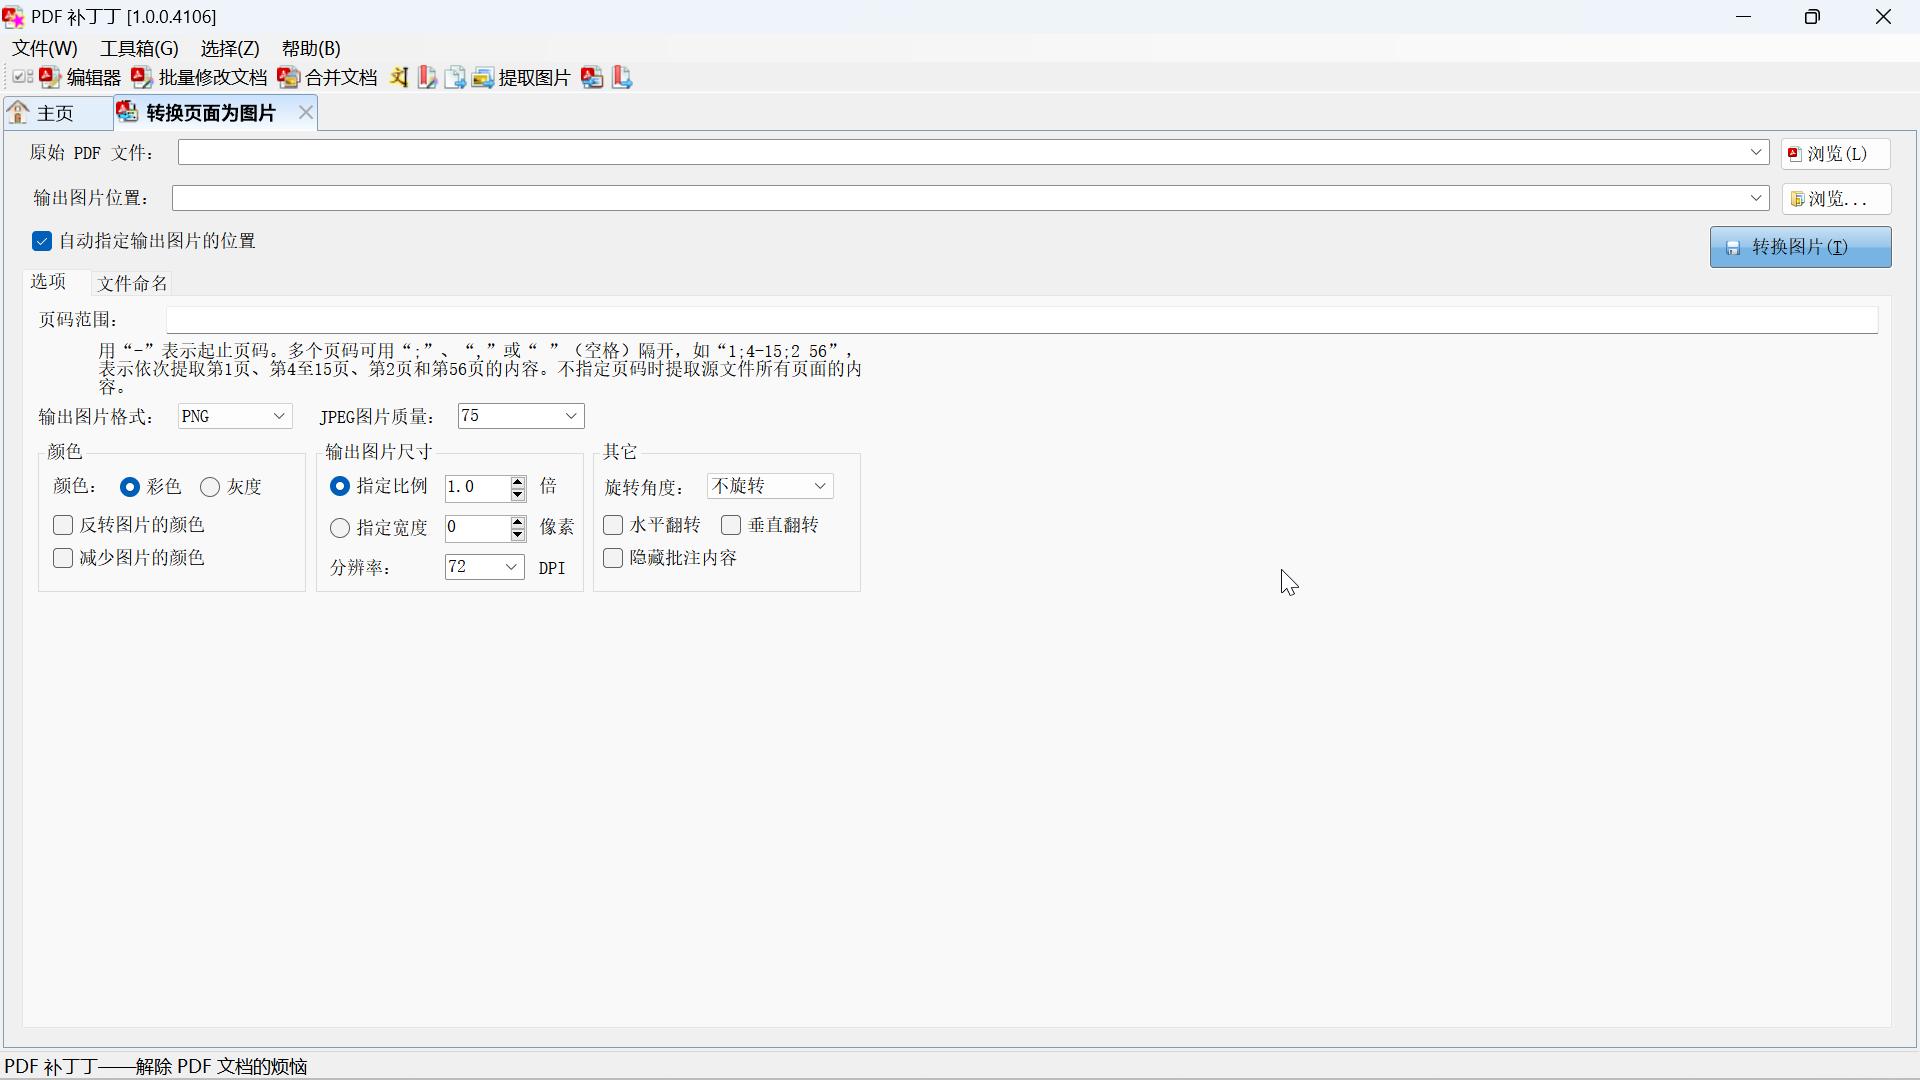 PDF 补丁丁 [1.0.0.4106]
文件(W) 工具箱(G) 选择(Z) 帮助(B)
编辑器 批量修改文档 合并文档 提取图片
主页 转换页面为图片
原始 PDF 文件： 浏览(L)
输出图片位置： 浏览...
自动指定输出图片的位置 转换图片(T)
选项 文件命名
页码范围：
用“-”表示起止页码。多个页码可用“;”、“,”或“ ”（空格）隔开，如“1;4-15;2 56”，
表示依次提取第1页、第4至15页、第2页和第56页的内容。不指定页码时提取源文件所有页面的内
容。
输出图片格式： PNG JPEG图片质量： 75
颜色 输出图片尺寸 其它
颜色： 彩色 灰度 指定比例 1.0 倍 旋转角度： 不旋转
反转图片的颜色 指定宽度 0 像素 水平翻转 垂直翻转
减少图片的颜色 分辨率： 72 DPI 隐藏批注内容
PDF 补丁丁——解除 PDF 文档的烦恼